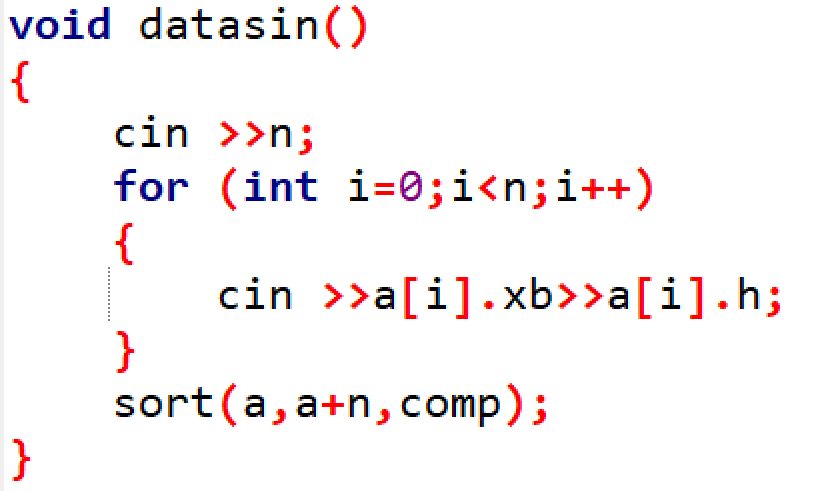 void datasin()
{
    cin >>n;
    for (int i=0;i<n;i++)
    {
        cin >>a[i].xb>>a[i].h;
    }
    sort(a,a+n,comp);
}